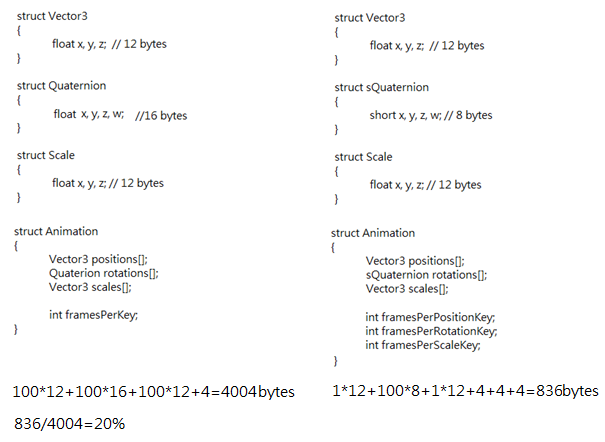 struct Vector3
{
float x, y, z; // 12 bytes
}
struct Quaternion
{
float x, y, z, w; //16 bytes
}
struct Scale
{
float x, y, z; // 12 bytes
}
struct Animation
{
Vector3 positions[];
Quaterion rotations[];
Vector3 scales[];
int framesPerKey;
}
100*12+100*16+100*12+4=4004bytes
836/4004=20%
struct Vector3
{
float x, y, z; // 12 bytes
}
struct sQuaternion
{
short x, y, z, w; // 8 bytes
}
struct Scale
{
float x, y, z; // 12 bytes
}
struct Animation
{
Vector3 positions[];
sQuaternion rotations[];
Vector3 scales[];
int framesPerPositionKey;
int framesPerRotationKey;
int framesPerScaleKey;
}
1*12+100*8+1*12+4+4+4=836bytes